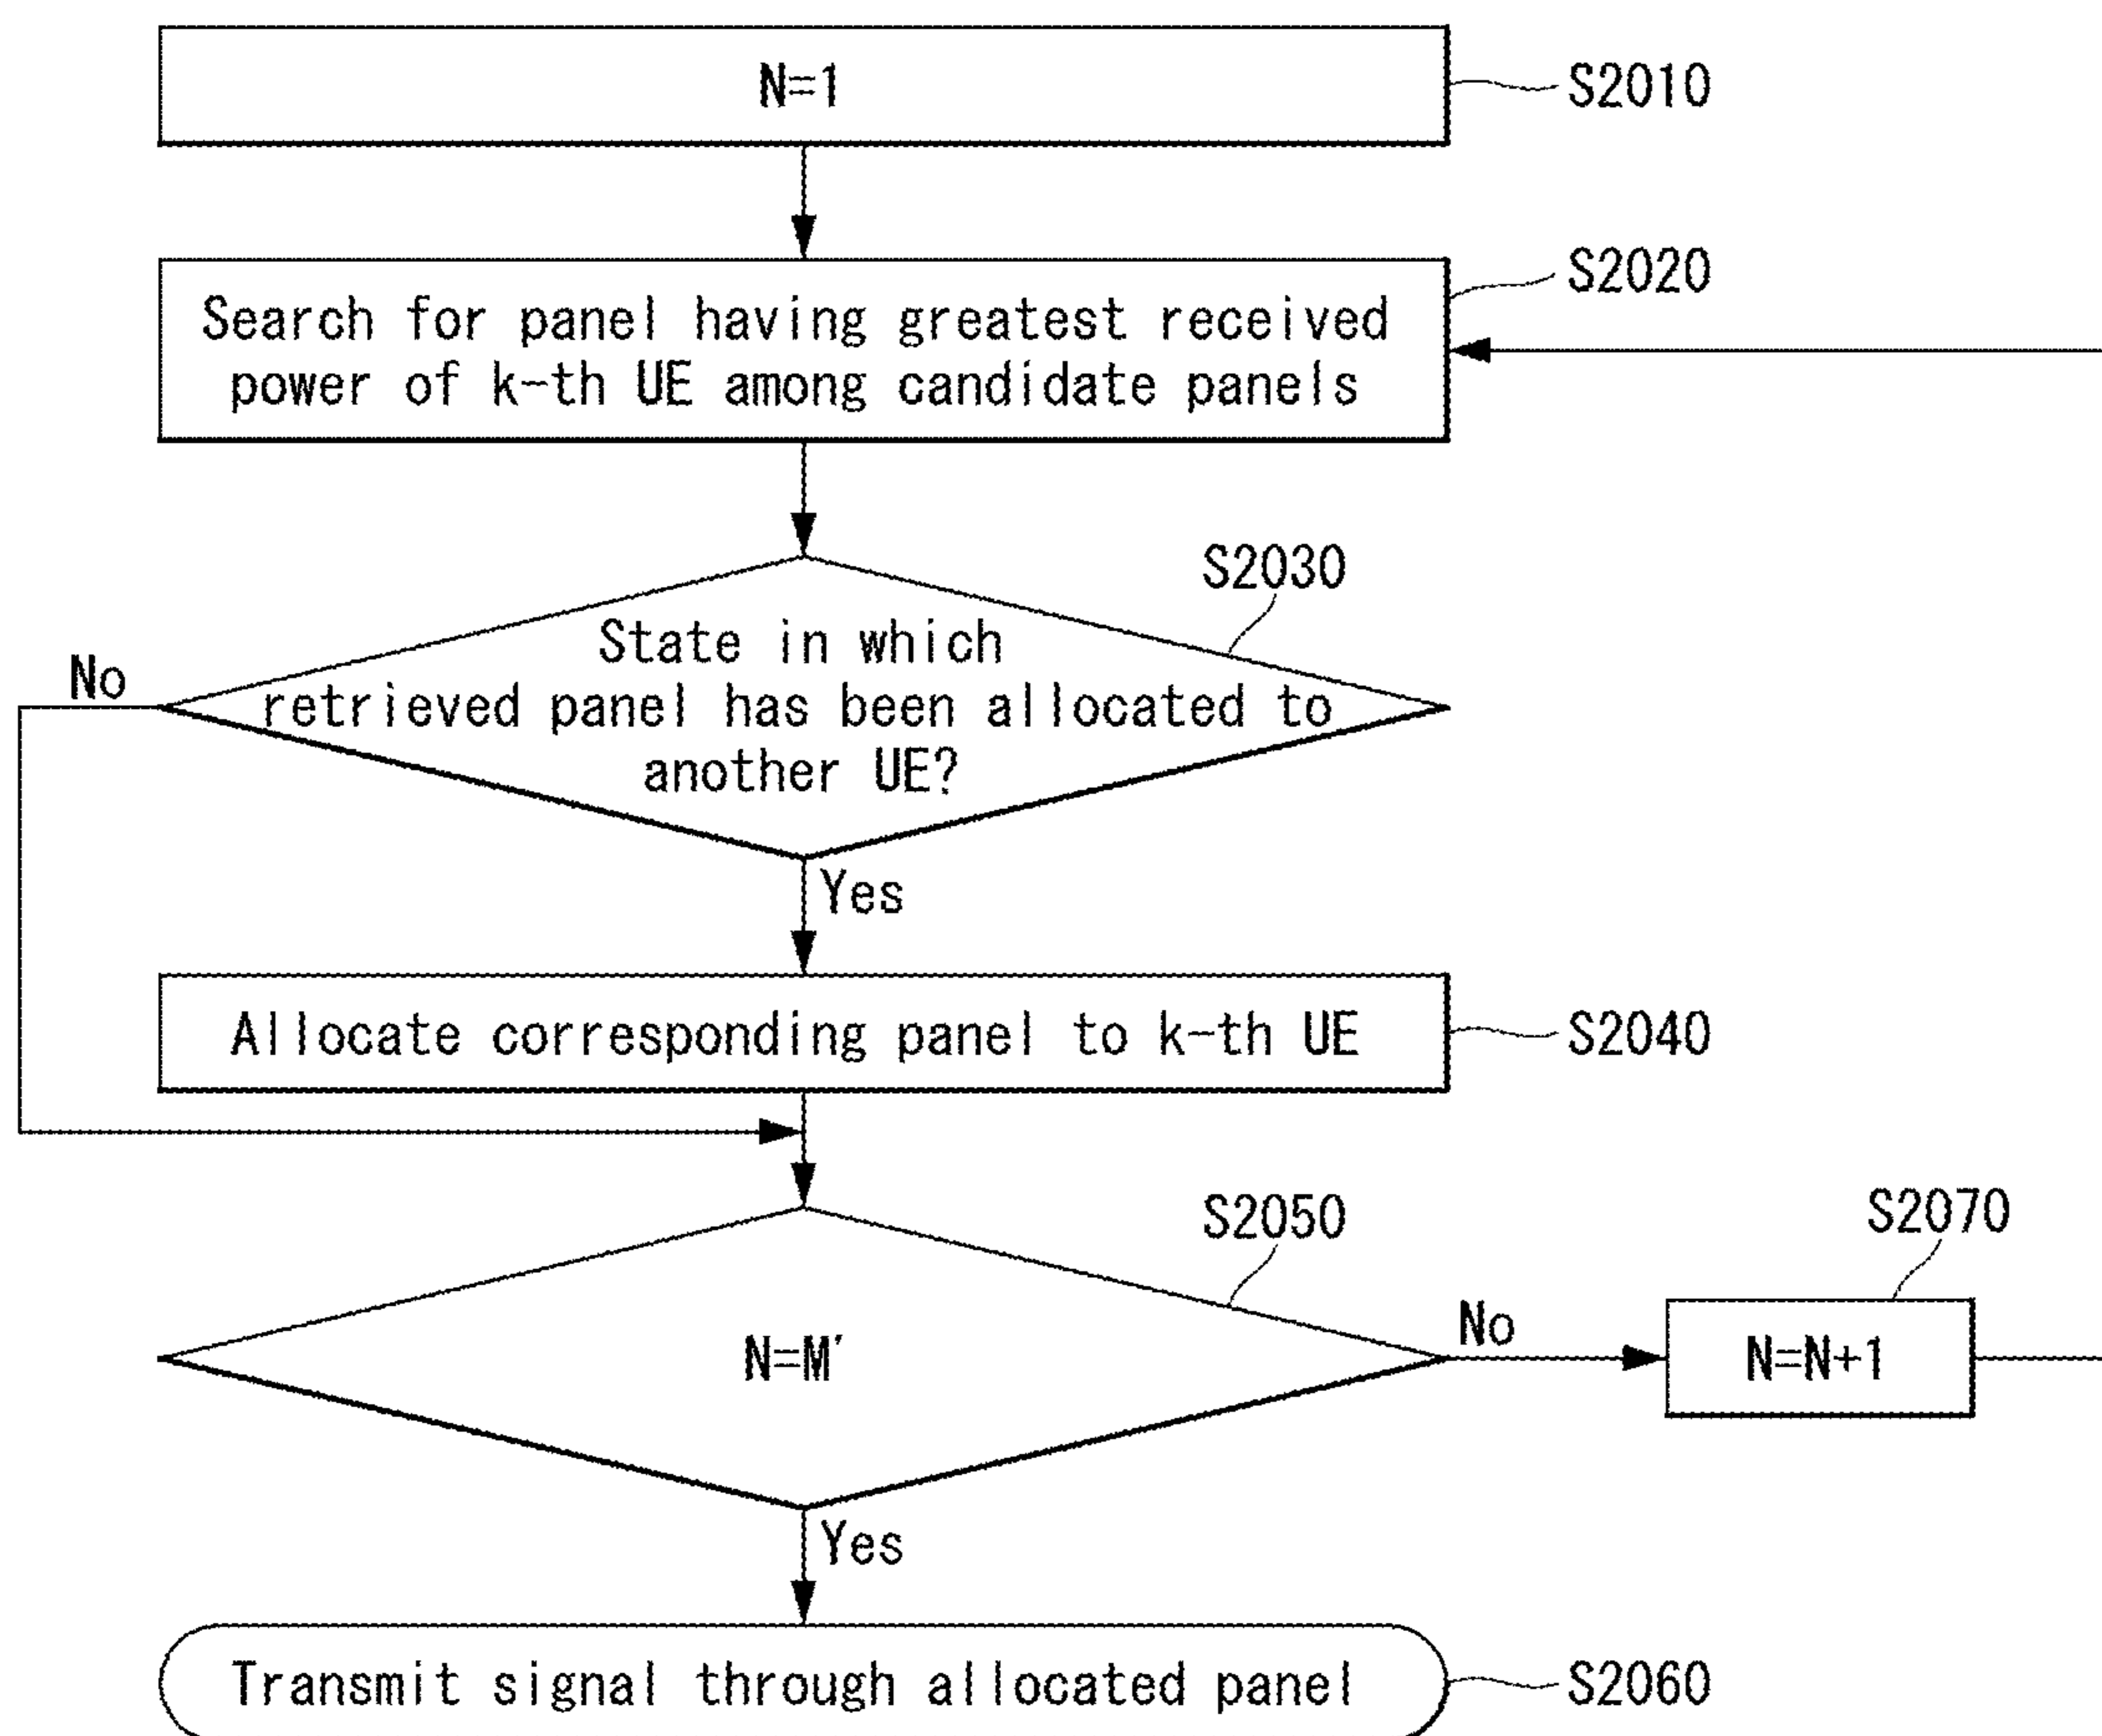 N=1
S2010
S2020
Search for panel having greatest received
power of k-th UE among candidate panels
S2030
State in which
No
retrieved panel has been allocated to
another UE?
Yes
Allocate corresponding panel to k-th UE
S2040
S2050
S2070
No
N=M'
N=N+1
Yes
Transmit signal through allocated panel
S2060